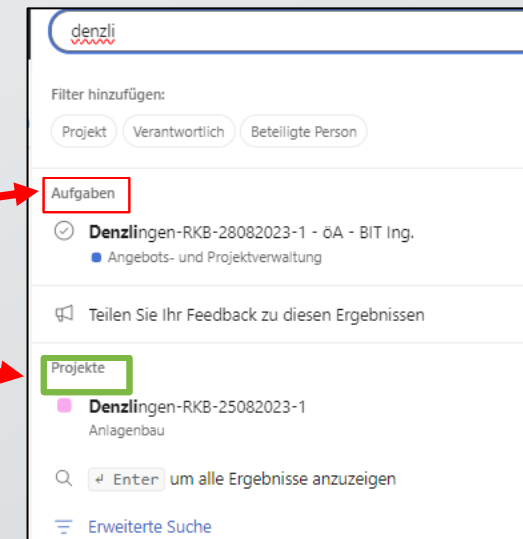 denzli
Filter hinzufügen:
Projekt Verantwortlich Beteiligte Person
Aufgaben
Denzlingen-RKB-28082023-1 - öA - BIT Ing.
Angebots- und Projektverwaltung
Teilen Sie Ihr Feedback zu diesen Ergebnissen
Projekte
Denzlingen-RKB-25082023-1
Anlagenbau
↵ Enter um alle Ergebnisse anzuzeigen
Erweiterte Suche